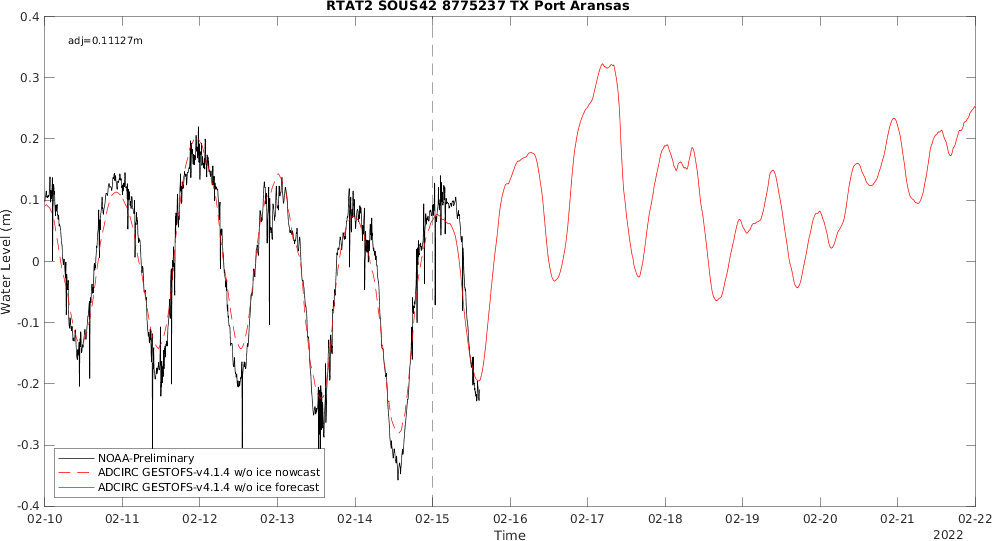 RTAT2 SOUS42 8775237 TX Port Aransas
adj=0.11127m
0.4
0.3
0.2
0.1
0
-0.1
-0.2
-0.3
-0.4
Water Level (m)
NOAA-Preliminary
ADCIRC GESTOFS-v4.1.4 w/o ice nowcast
ADCIRC GESTOFS-v4.1.4 w/o ice forecast
02-10 02-11 02-12 02-13 02-14 02-15 02-16 02-17 02-18 02-19 02-20 02-21 02-22
Time
2022